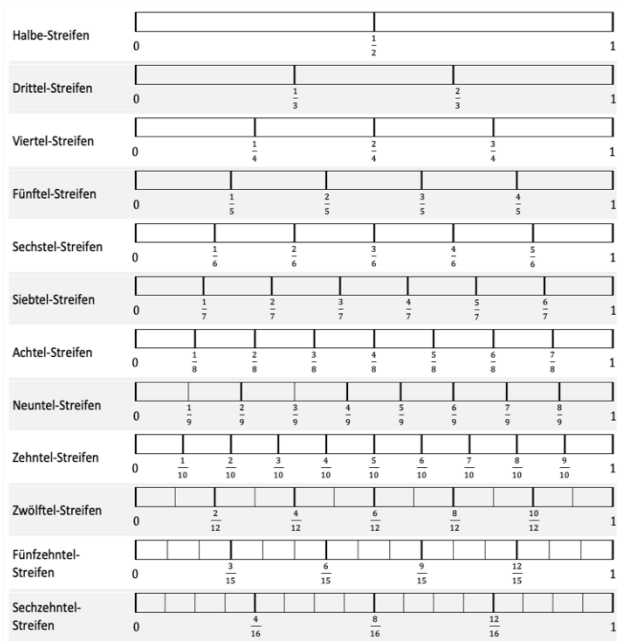 Halbe-Streifen
0 1/2 1
Drittel-Streifen
0 1/3 2/3 1
Viertel-Streifen
0 1/4 2/4 3/4 1
Fünftel-Streifen
0 1/5 2/5 3/5 4/5 1
Sechstel-Streifen
0 1/6 2/6 3/6 4/6 5/6 1
Siebtel-Streifen
0 1/7 2/7 3/7 4/7 5/7 6/7 1
Achtel-Streifen
0 1/8 2/8 3/8 4/8 5/8 6/8 7/8 1
Neuntel-Streifen
0 1/9 2/9 3/9 4/9 5/9 6/9 7/9 8/9 1
Zehntel-Streifen
0 1/10 2/10 3/10 4/10 5/10 6/10 7/10 8/10 9/10 1
Zwölftel-Streifen
0 2/12 4/12 6/12 8/12 10/12 1
Fünfzehntel-
Streifen
0 3/15 6/15 9/15 12/15 1
Sechzehntel-
Streifen
0 4/16 8/16 12/16 1